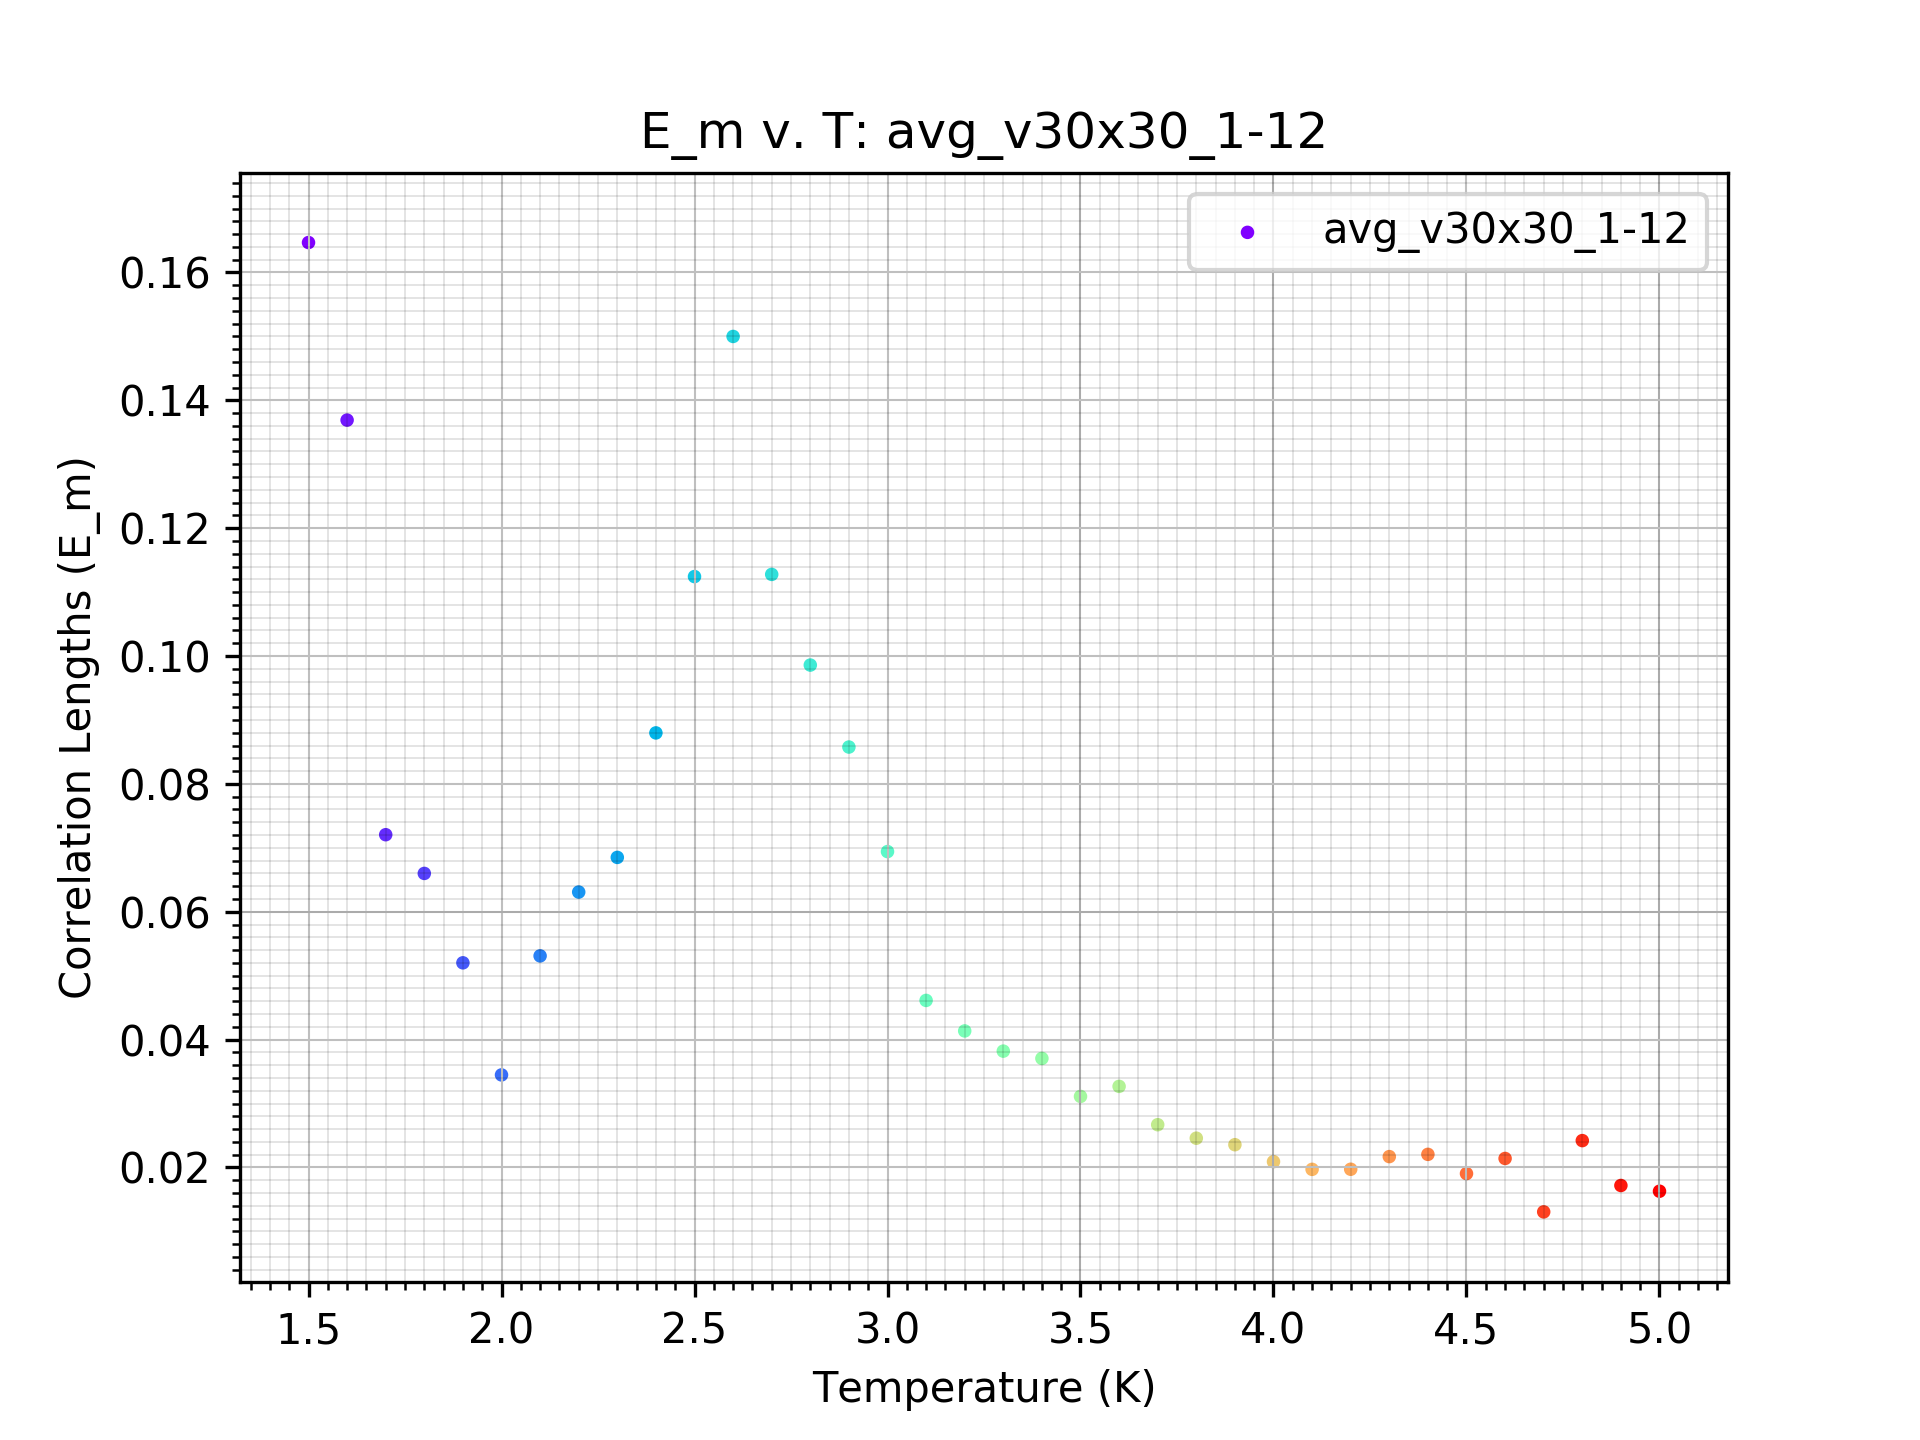 E_m v. T: avg_v30x30_1-12
avg_v30x30_1-12
Correlation Lengths (E_m)
0.16
0.14
0.12
0.10
0.08
0.06
0.04
0.02
1.5 2.0 2.5 3.0 3.5 4.0 4.5 5.0
Temperature (K)